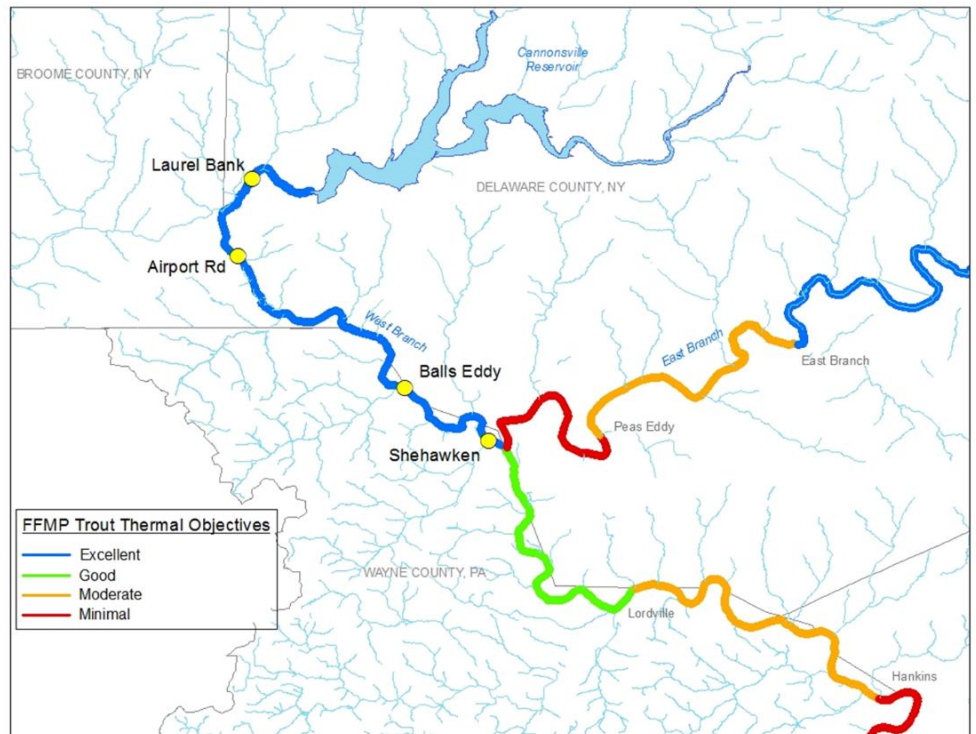 Cannonsville
Reservoir
BROOME COUNTY, NY
Laurel Bank
DELAWARE COUNTY, NY
Airport Rd
West Branch
East Branch
East Branch
Balls Eddy
Peas Eddy
Shehawken
FFMP Trout Thermal Objectives
Excellent
Good
Moderate
Minimal
WAYNE COUNTY, PA
Lordville
Hankins